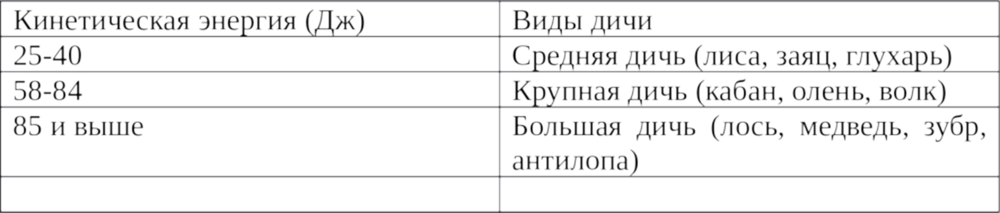 Кинетическая энергия (Дж) Виды дичи
25-40 Средняя дичь (лиса, заяц, глухарь)
58-84 Крупная дичь (кабан, олень, волк)
85 и выше Большая дичь (лось, медведь, зубр,
антилопа)